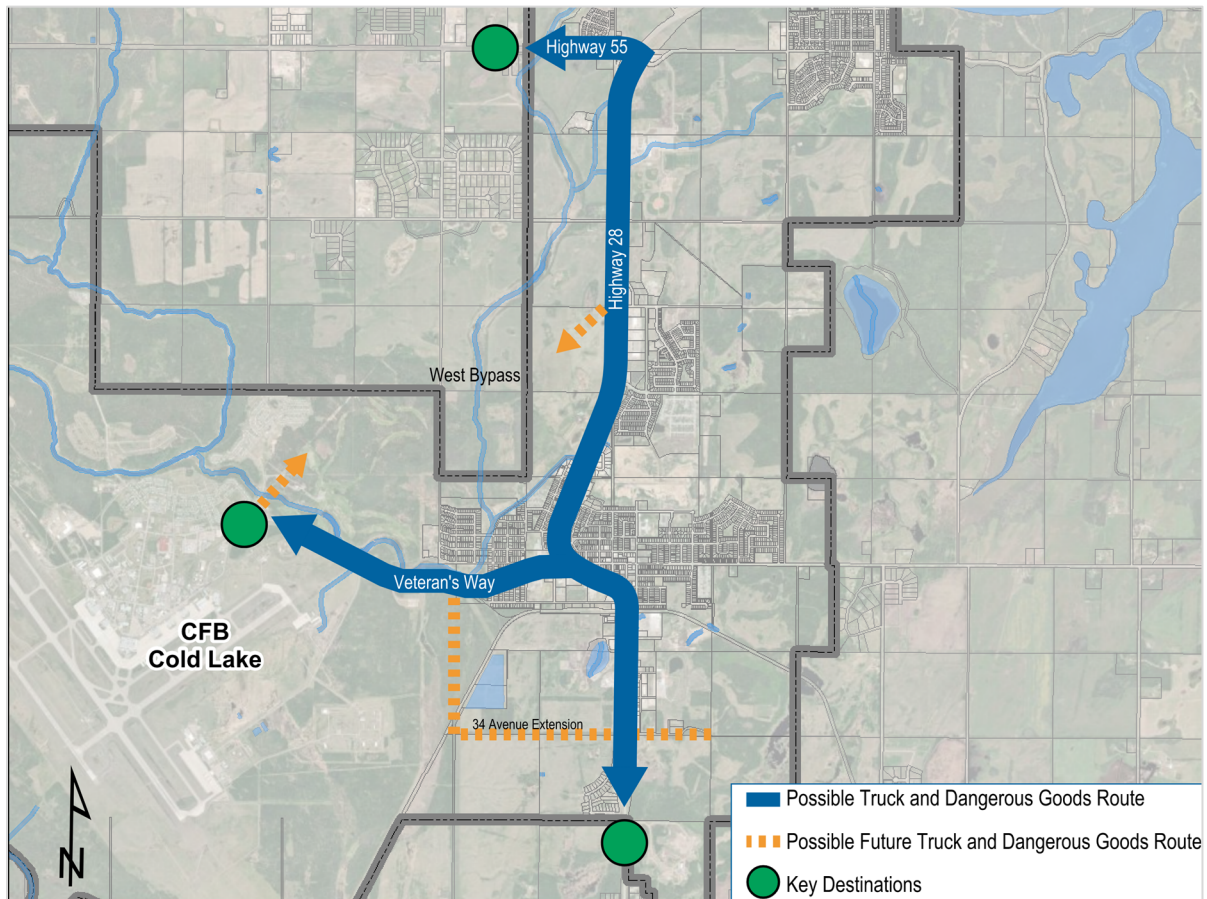 Highway 55
Highway 28
West Bypass
Veteran's Way
CFB
Cold Lake
34 Avenue Extension
N
Possible Truck and Dangerous Goods Route
Possible Future Truck and Dangerous Goods Route
Key Destinations